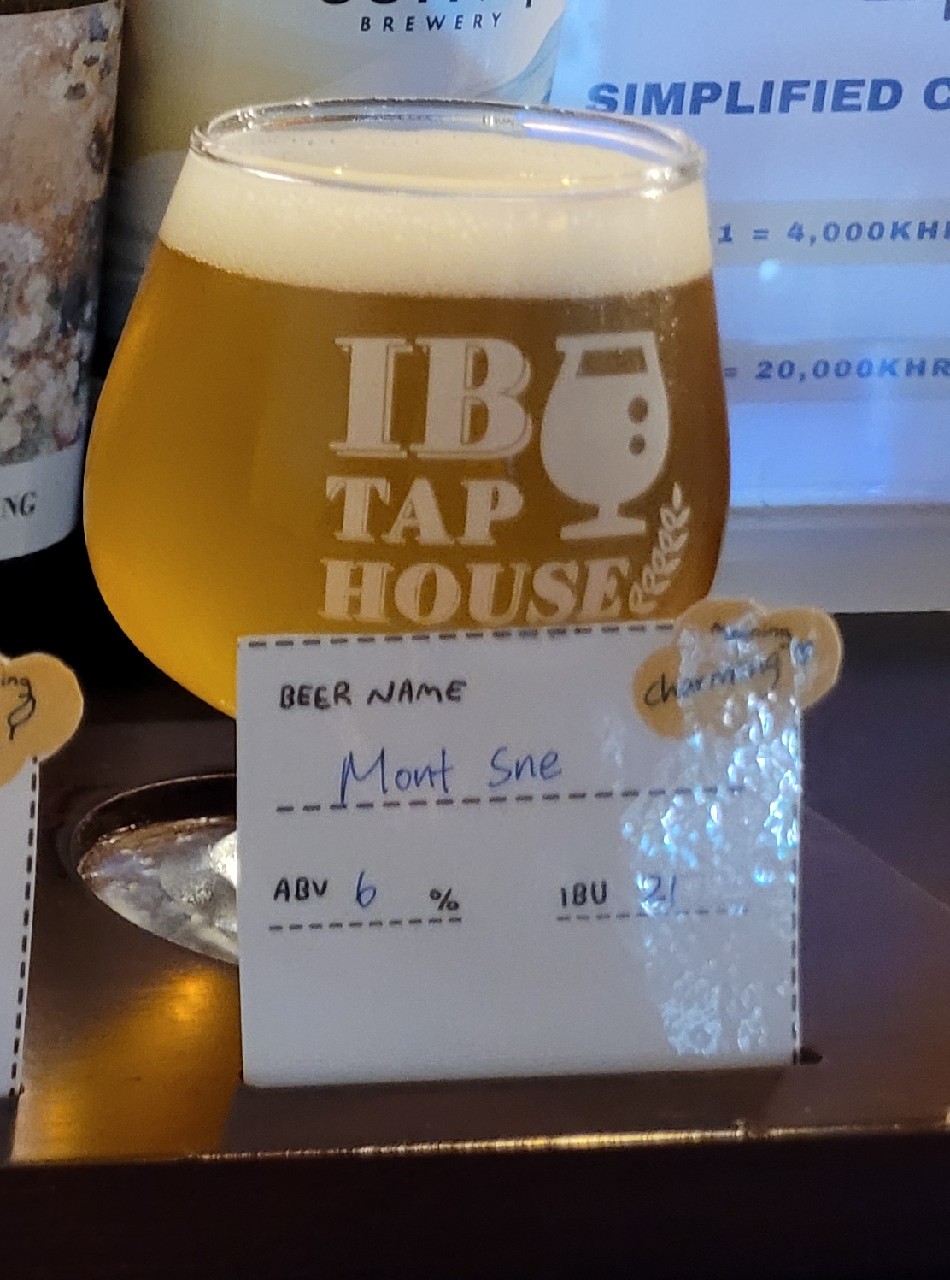 BREWERY
SIMPLIFIED C
1 = 4,000KH
= 20,000KHR
NG
IB
TAP
HOUSE
BEER NAME
charming
Mont Sne
ABV 6 %
IBU 21
ing